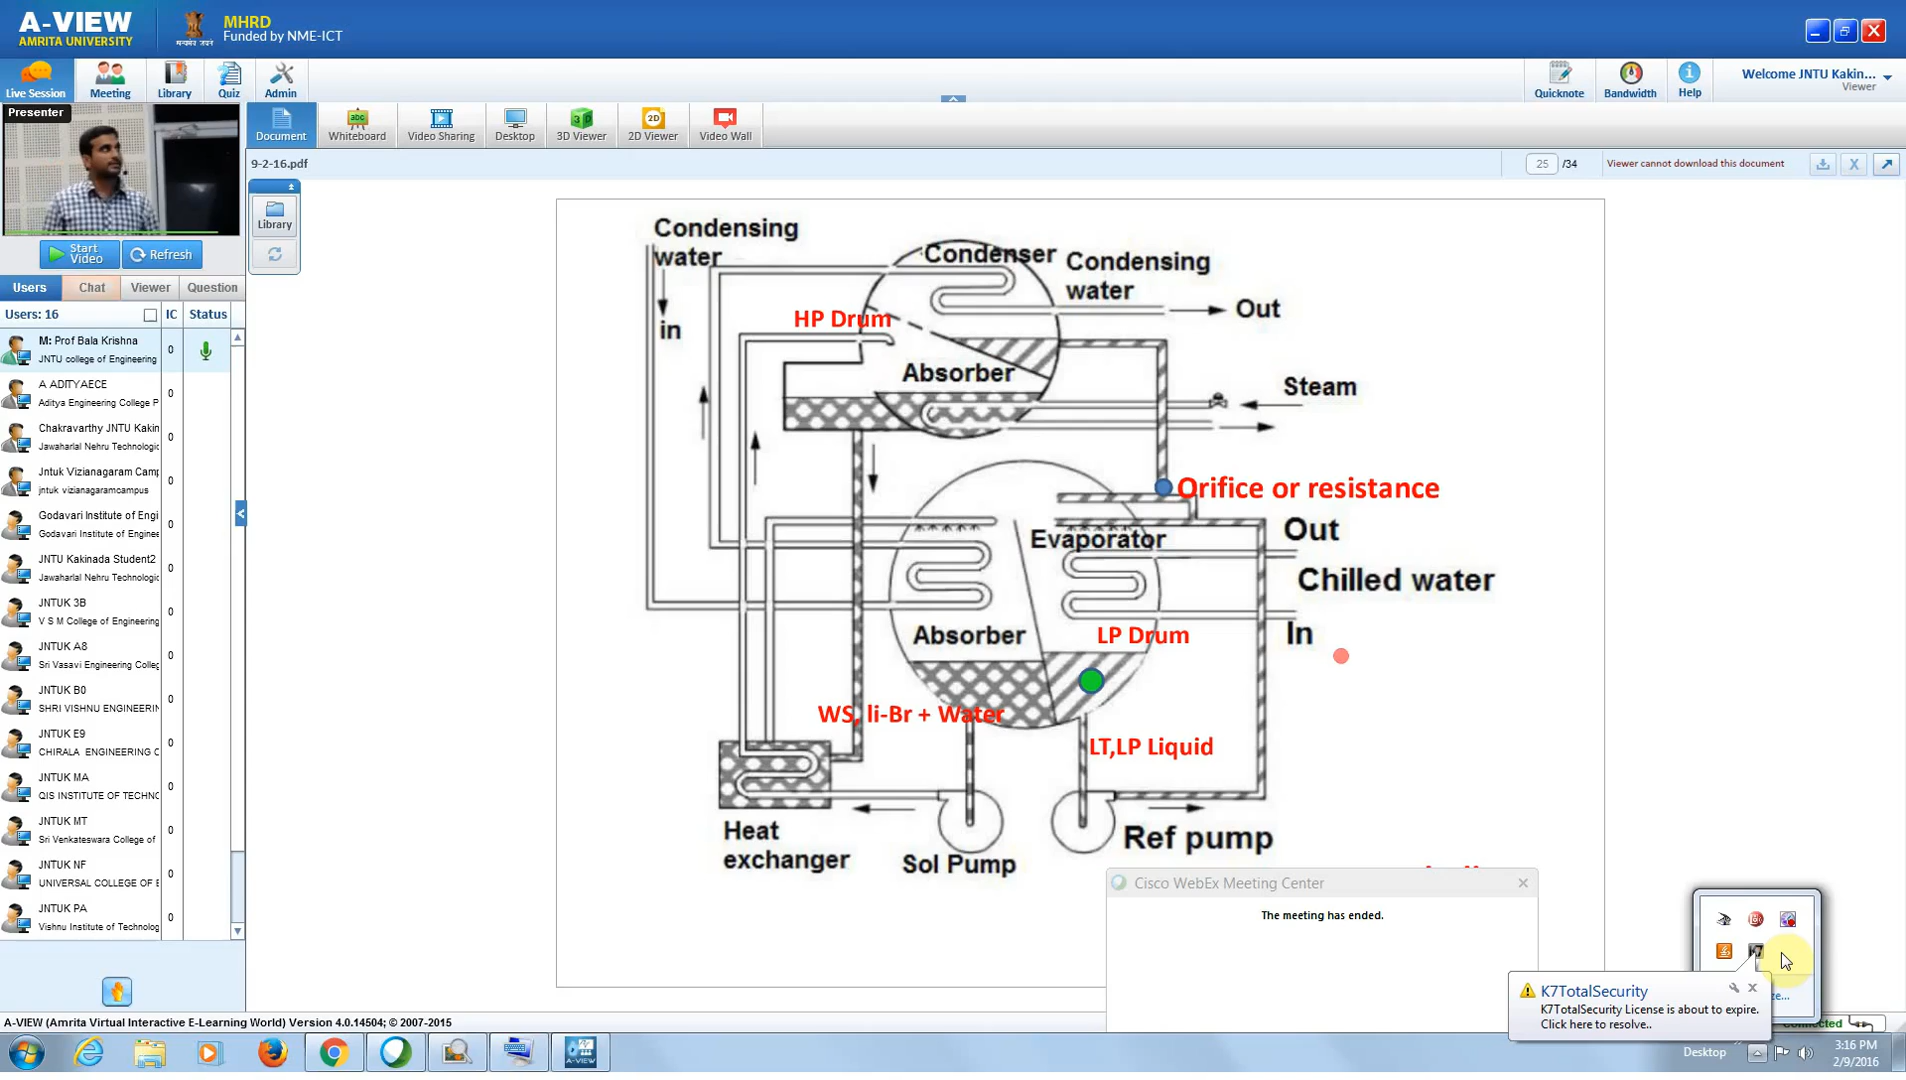 A-VIEW
AMRITA UNIVERSITY
MHRD
Funded by NME-ICT
Live Session
Meeting
Library
Quiz
Admin
Quicknote
Bandwidth
Help
Welcome JNTU Kakin...
Viewer
Presenter
Document
Whiteboard
Video Sharing
Desktop
3D Viewer
2D Viewer
Video Wall
9-2-16.pdf
25 /34
Viewer cannot download this document
Library
Start Video
Refresh
Users
Chat
Viewer
Question
Users: 16
IC
Status
M: Prof Bala Krishna
JNTU college of Engineering
0
A ADITYAECE
Aditya Engineering College P
0
Chakravarthy JNTU Kakin
Jawaharlal Nehru Technologic
0
Jntuk Vizianagaram Camp
jntuk vizianagaramcampus
0
Godavari Institute of Engi
Godavari Institute of Engineer
0
JNTU Kakinada Student2
Jawaharlal Nehru Technologic
0
JNTUK 3B
V S M College of Engineering
0
JNTUK A8
Sri Vasavi Engineering Colleg
0
JNTUK B0
SHRI VISHNU ENGINEERIN
0
JNTUK E9
CHIRALA ENGINEERING C
0
JNTUK MA
QIS INSTITUTE OF TECHNO
0
JNTUK MT
Sri Venkateswara College of
0
JNTUK NF
UNIVERSAL COLLEGE OF E
0
JNTUK PA
Vishnu Institute of Technolog
0
Condensing
water
in
Condenser
Condensing
water
Out
HP Drum
Absorber
Steam
Orifice or resistance
Out
Evaporator
Chilled water
Absorber
LP Drum
In
WS, li-Br + Water
LT,LP Liquid
Heat
exchanger
Sol Pump
Ref pump
Cisco WebEx Meeting Center
The meeting has ended.
K7TotalSecurity
K7TotalSecurity License is about to expire.
Click here to resolve..
A-VIEW (Amrita Virtual Interactive E-Learning World) Version 4.0.14504; © 2007-2015
Desktop
3:16 PM
2/9/2016